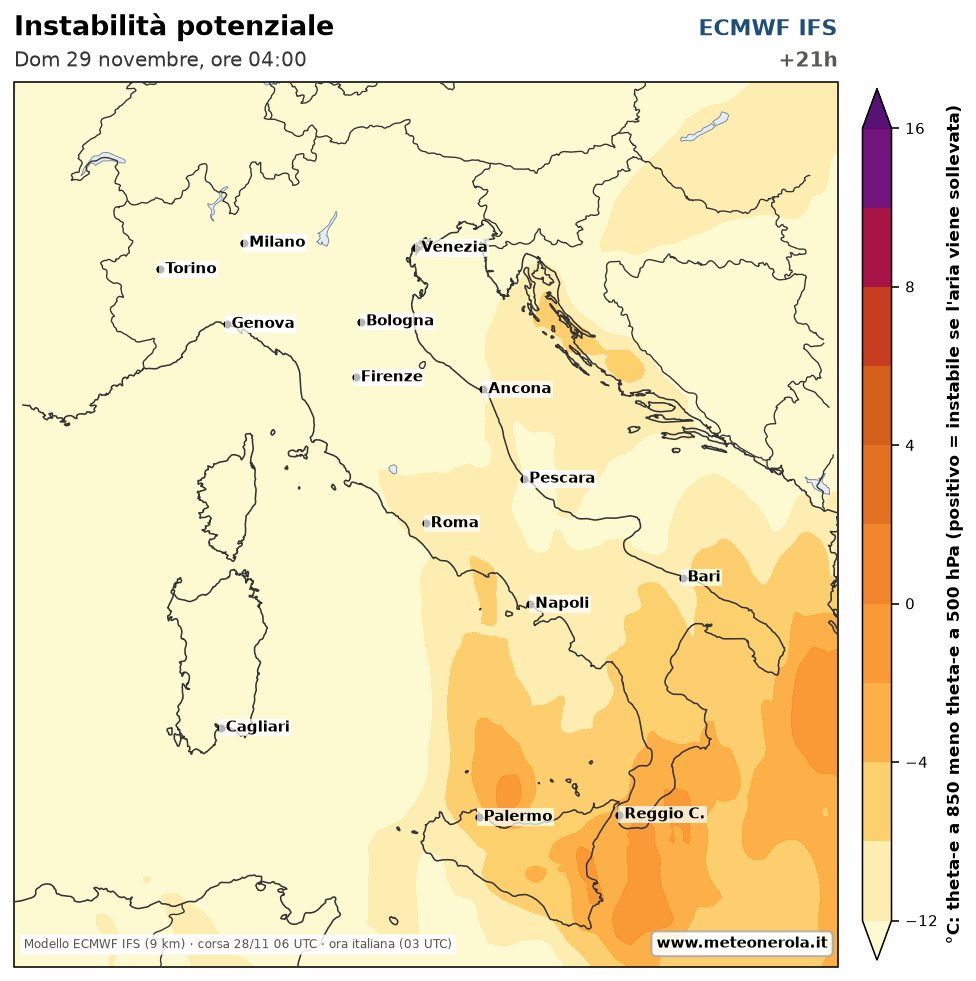 Instabilità potenziale
ECMWF IFS
Dom 29 novembre, ore 04:00
+21h
Milano
Venezia
Torino
Genova
Bologna
Firenze
Ancona
Pescara
Roma
Bari
Napoli
Cagliari
Palermo
Reggio C.
Modello ECMWF IFS (9 km) · corsa 28/11 06 UTC · ora italiana (03 UTC)
www.meteonerola.it
16
8
4
0
−4
−12
°C: theta-e a 850 meno theta-e a 500 hPa (positivo = instabile se l'aria viene sollevata)